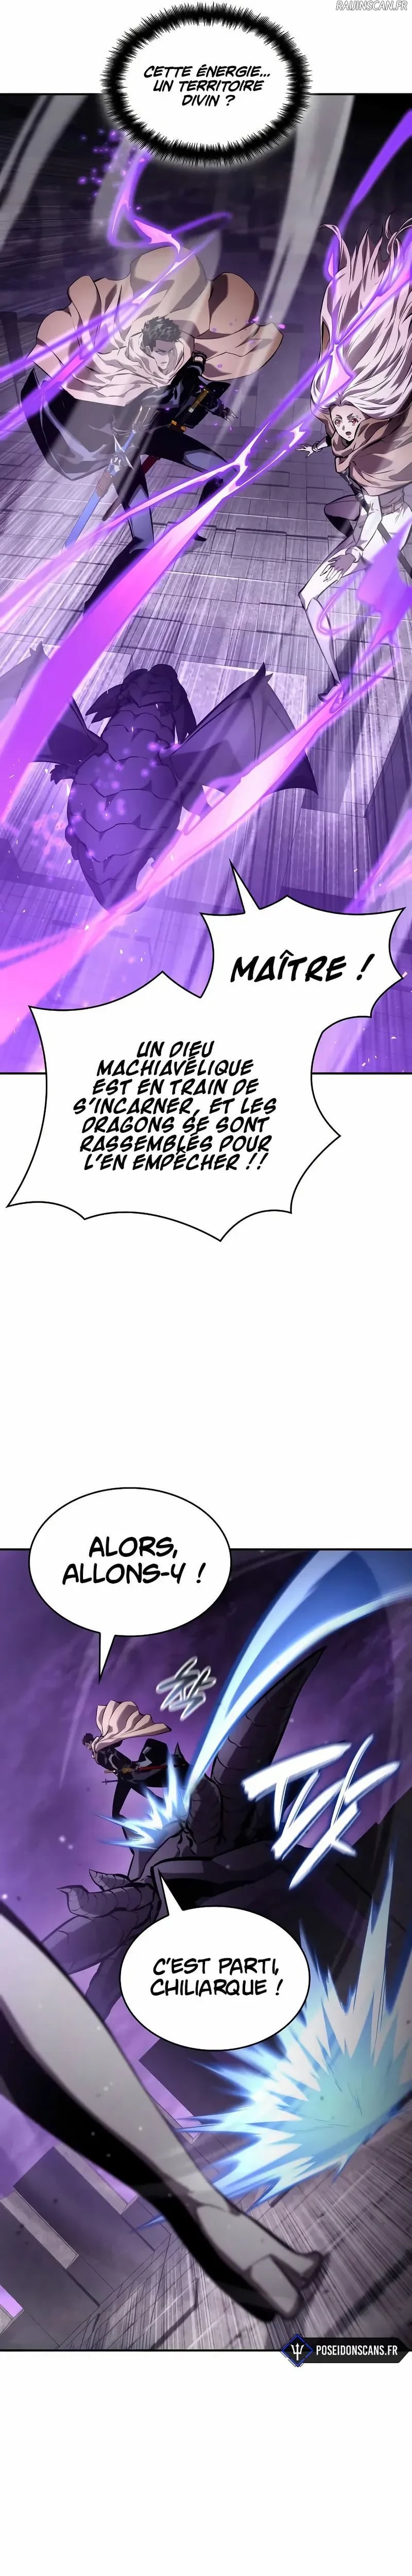 RAIJINSCAN.FR
CETTE ÉNERGIE...
UN TERRITOIRE
DIVIN ?
MAÎTRE !
UN DIEU
MACHIAVÉLIQUE
EST EN TRAIN DE
S'INCARNER, ET LES
DRAGONS SE SONT
RASSEMBLÉS POUR
L'EN EMPÊCHER !!
ALORS,
ALLONS-Y !
C'EST PARTI,
CHILIARQUE !
POSEIDONSCANS.FR